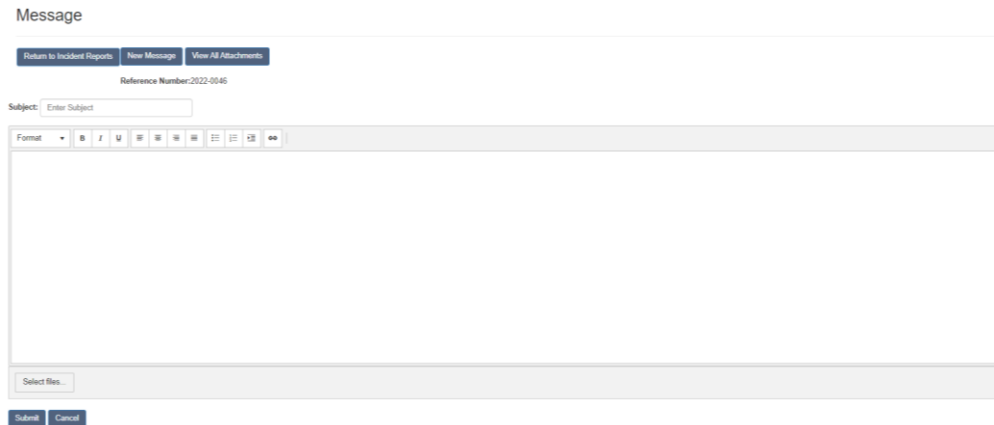 Message
Return to Incident Reports New Message View All Attachments
Reference Number:2022-0046
Subject: Enter Subject
Format B I U
Select files...
Submit Cancel